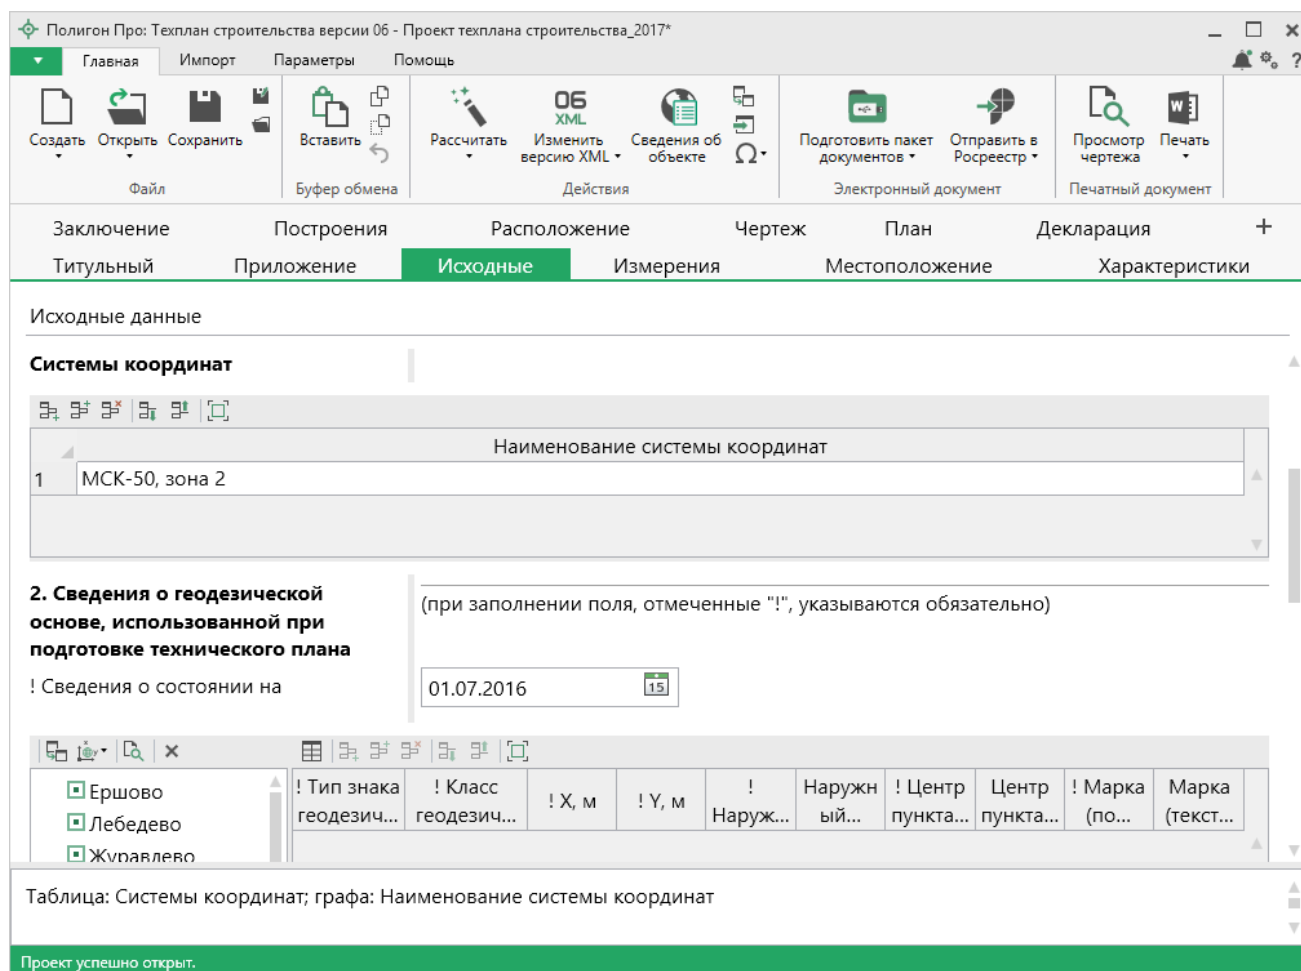 Полигон Про: Техплан строительства версии 06 - Проект техплана строительства_2017*
Главная Импорт Параметры Помощь
?
06
XML
W
Создать Открыть Сохранить Вставить Рассчитать Изменить версию XML Сведения об объекте Подготовить пакет документов Отправить в Росреестр Просмотр чертежа Печать
Файл Буфер обмена Действия Электронный документ Печатный документ
Заключение Построения Расположение Чертеж План Декларация +
Титульный Приложение Исходные Измерения Местоположение Характеристики
Исходные данные
Системы координат
Наименование системы координат
1 МСК-50, зона 2
2. Сведения о геодезической
основе, использованной при
подготовке технического плана
(при заполнении поля, отмеченные "!", указываются обязательно)
! Сведения о состоянии на
01.07.2016
15
! Тип знака геодезич... ! Класс геодезич... ! X, м ! Y, м ! Наруж... Наружн ый... ! Центр пункта... Центр пункта... ! Марка (по... Марка (текст...
Ершово
Лебедево
Журавлево
Таблица: Системы координат; графа: Наименование системы координат
Проект успешно открыт.